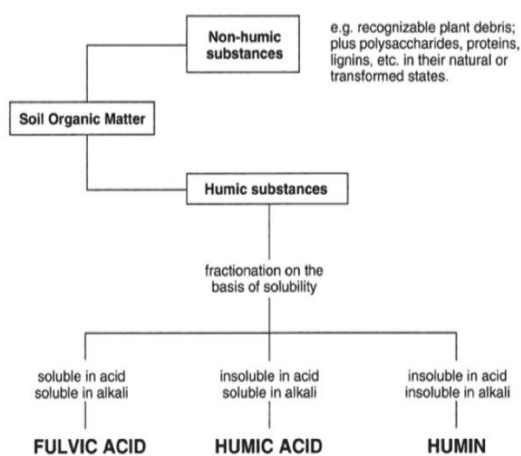 Non-humic
substances
e.g. recognizable plant debris;
plus polysaccharides, proteins,
lignins, etc. in their natural or
transformed states.
Soil Organic Matter
Humic substances
fractionation on the
basis of solubility
soluble in acid
soluble in alkali
insoluble in acid
soluble in alkali
insoluble in acid
insoluble in alkali
FULVIC ACID
HUMIC ACID
HUMIN